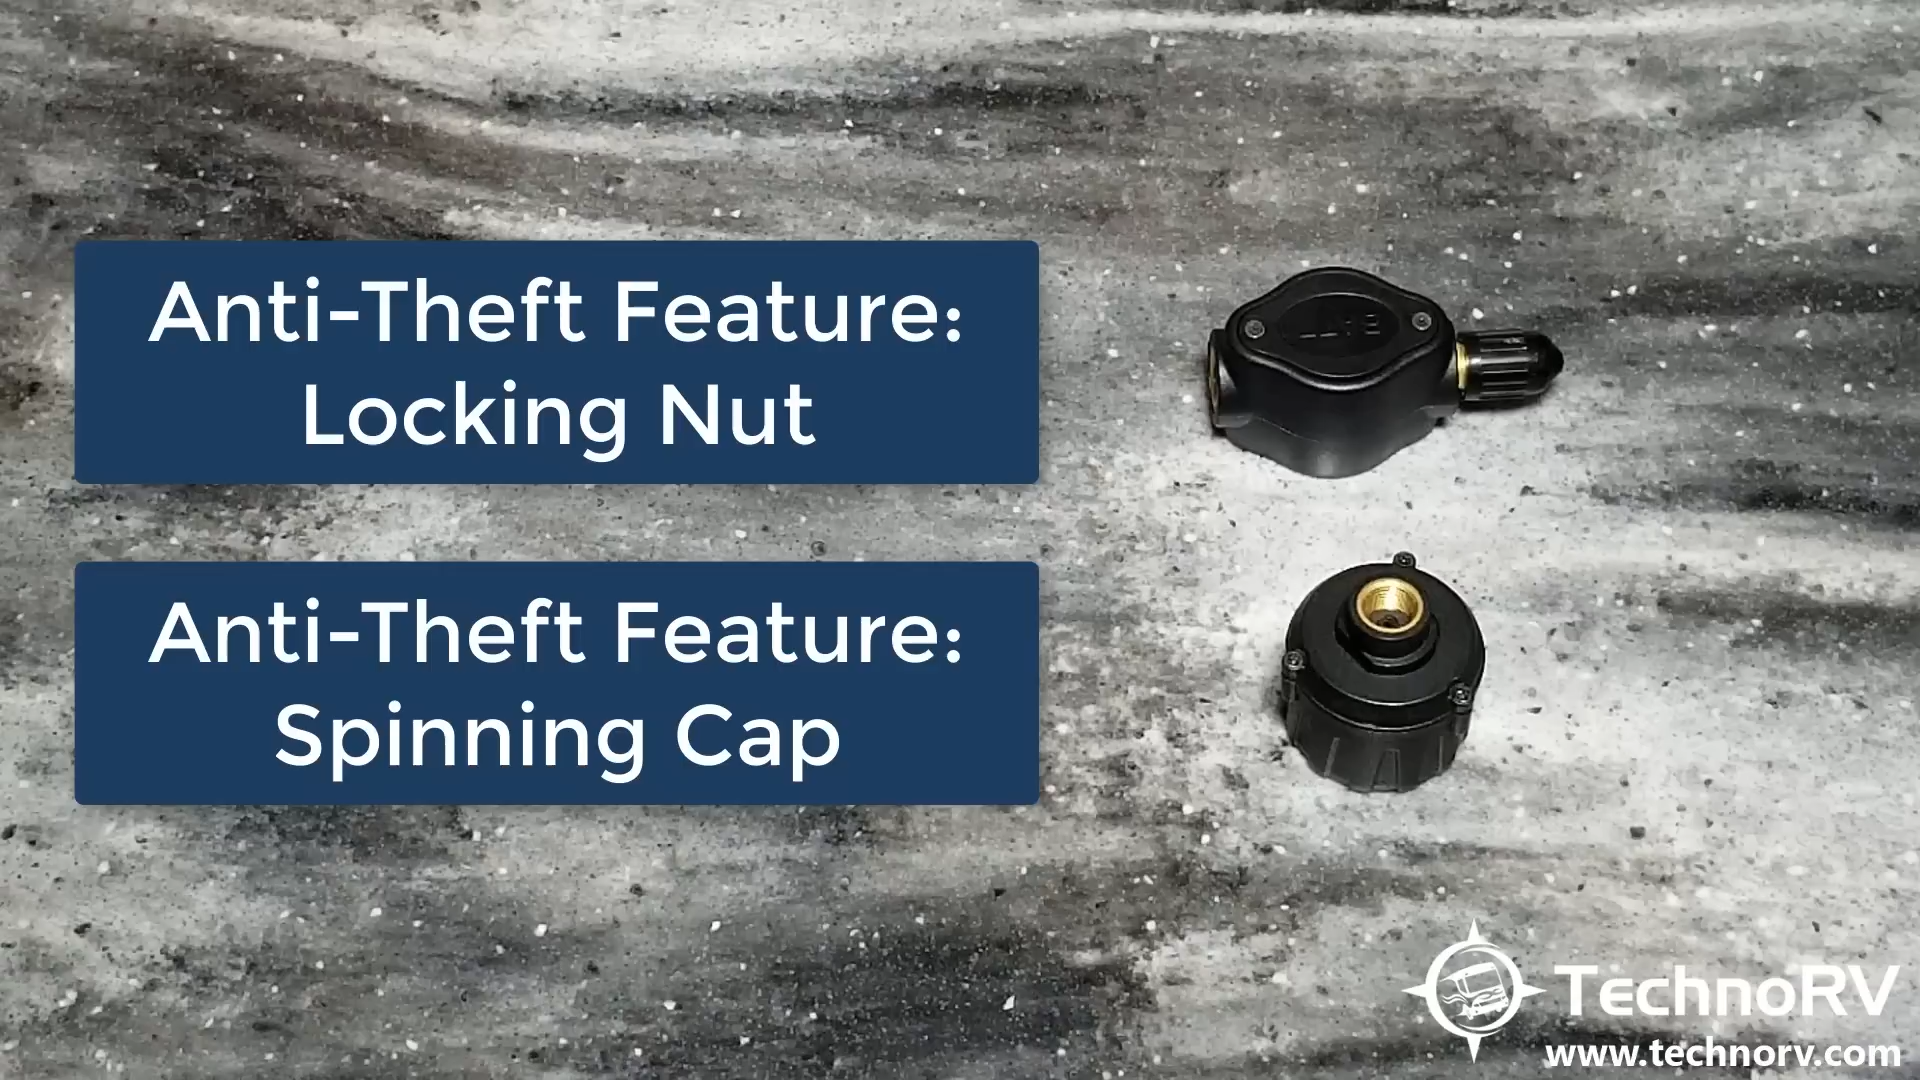 Anti-Theft Feature:
Locking Nut
Anti-Theft Feature:
Spinning Cap
TechnoRV
www.technorv.com